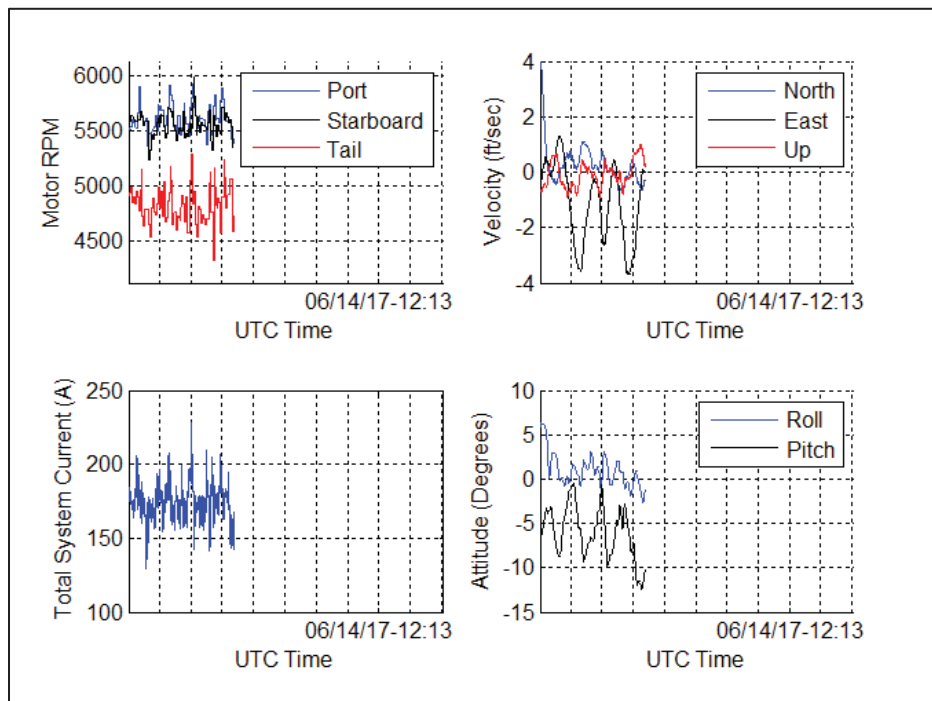 6000
5500
5000
4500
Motor RPM
Port
Starboard
Tail
06/14/17-12:13
UTC Time
4
2
0
-2
-4
Velocity (ft/sec)
North
East
Up
06/14/17-12:13
UTC Time
250
200
150
100
Total System Current (A)
06/14/17-12:13
UTC Time
10
5
0
-5
-10
-15
Attitude (Degrees)
Roll
Pitch
06/14/17-12:13
UTC Time